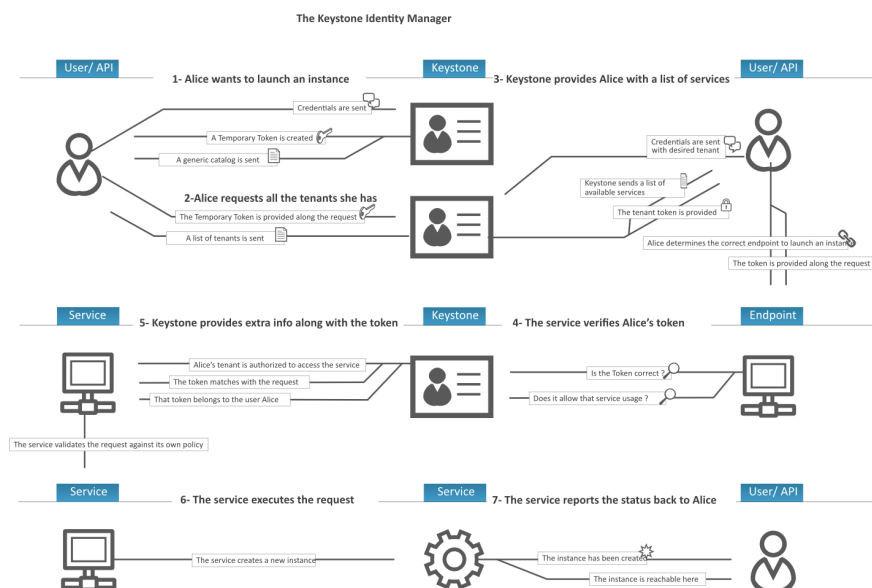 The Keystone Identity Manager
User/ API
Keystone
User/ API
1- Alice wants to launch an instance
3- Keystone provides Alice with a list of services
Credentials are sent
A Temporary Token is created
A generic catalog is sent
Credentials are sent
with desired tenant
Keystone sends a list of
available services
2-Alice requests all the tenants she has
The Temporary Token is provided along the request
The tenant token is provided
A list of tenants is sent
Alice determines the correct endpoint to launch an instance
The token is provided along the request
Service
Keystone
Endpoint
5- Keystone provides extra info along with the token
4- The service verifies Alice's token
Alice's tenant is authorized to access the service
The token matches with the request
That token belongs to the user Alice
Is the Token correct ?
Does it allow that service usage ?
The service validates the request against its own policy
Service
Service
User/ API
6- The service executes the request
7- The service reports the status back to Alice
The service creates a new instance
The instance has been created
The instance is reachable here